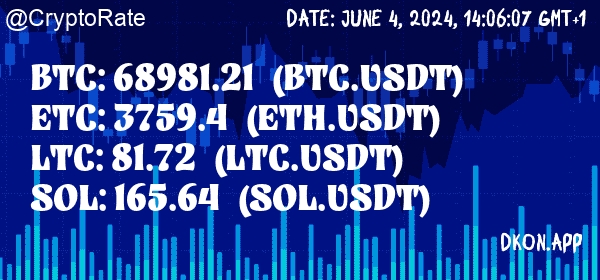 @CryptoRate
DATE: JUNE 4, 2024, 14:06:07 GMT+1
BTC: 68981.21 (BTC.USDT)
ETC: 3759.4 (ETH.USDT)
LTC: 81.72 (LTC.USDT)
SOL: 165.64 (SOL.USDT)
DKON.APP